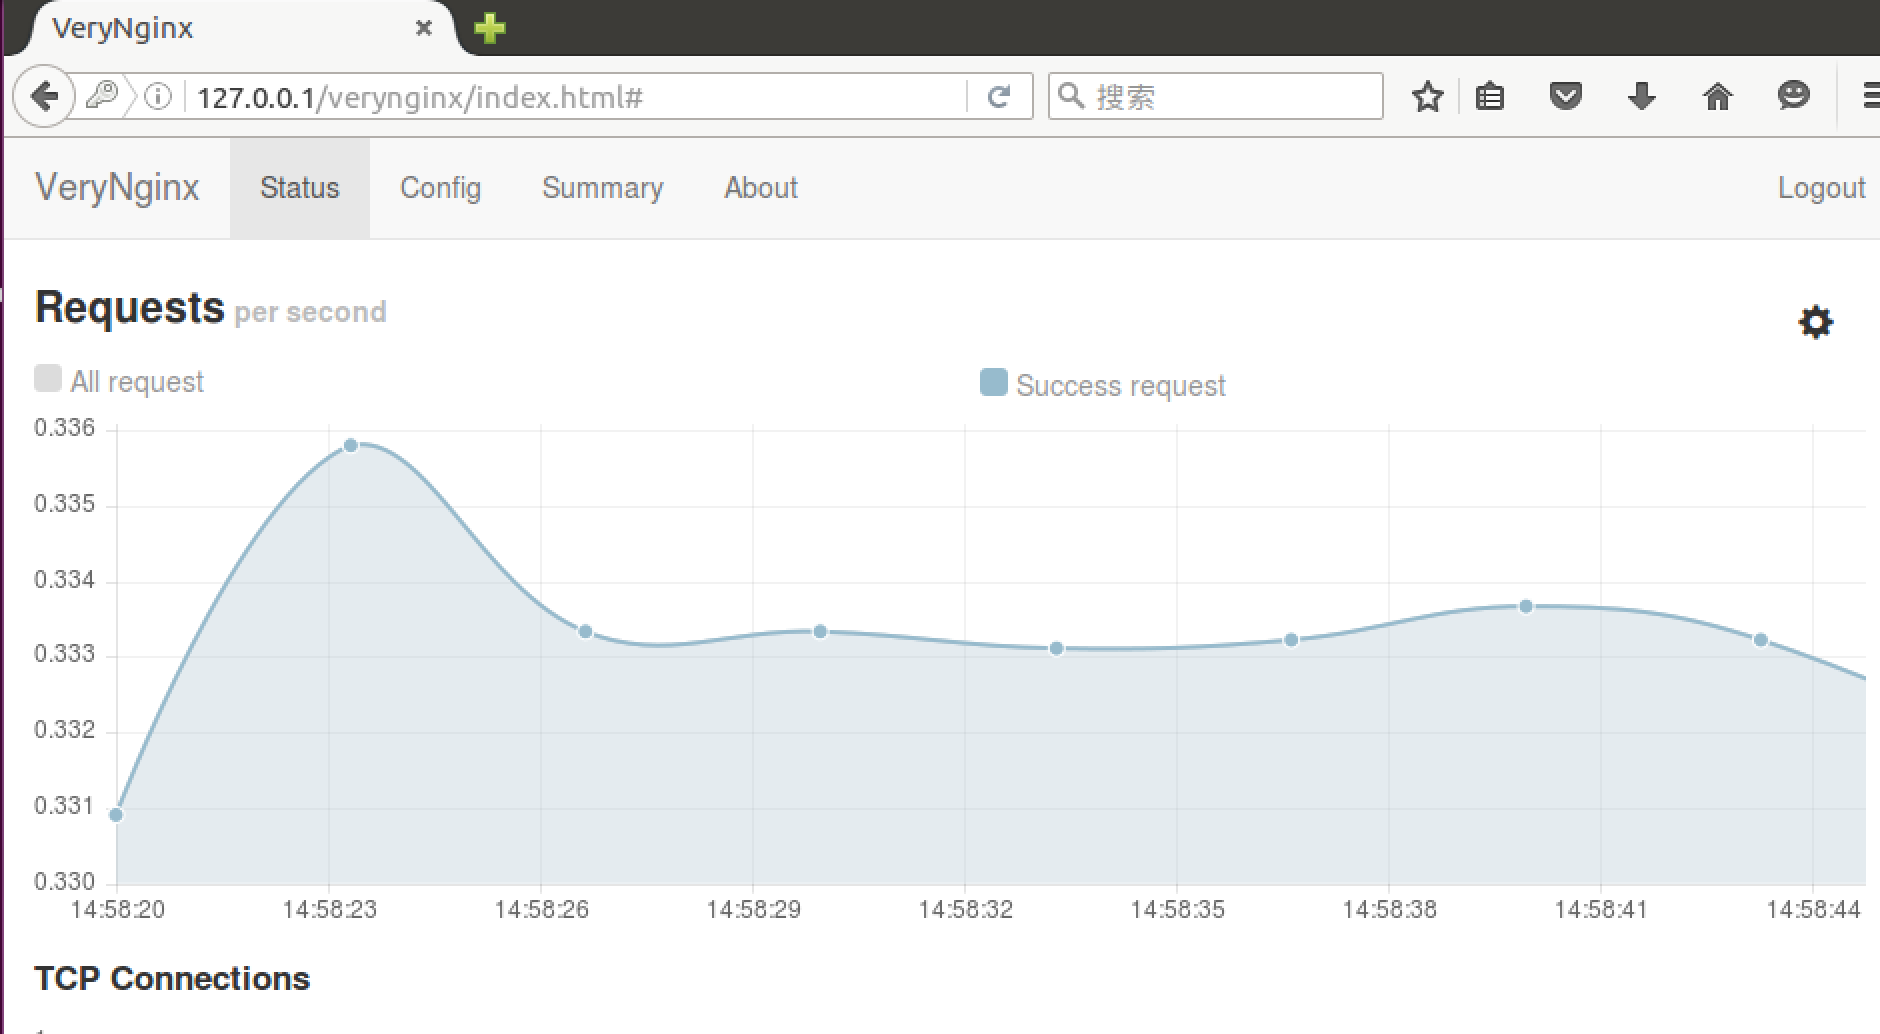 VeryNginx
127.0.0.1/verynginx/index.html#
搜索
VeryNginx Status Config Summary About Logout
Requests per second
All request Success request
0.336
0.335
0.334
0.333
0.332
0.331
0.330
14:58:20 14:58:23 14:58:26 14:58:29 14:58:32 14:58:35 14:58:38 14:58:41 14:58:44
TCP Connections